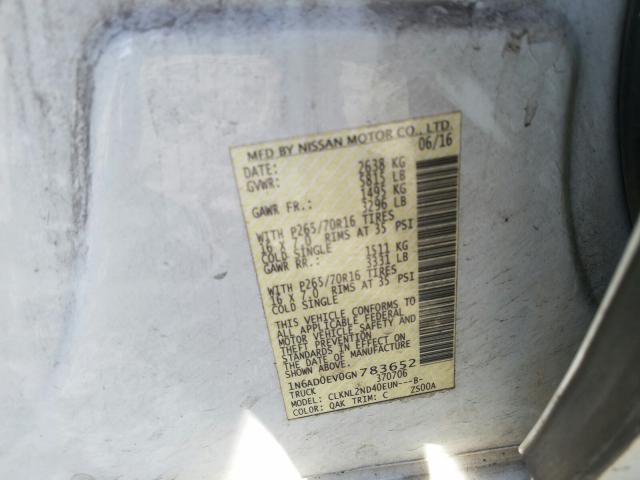 MFD BY NISSAN MOTOR CO., LTD.
DATE: 06/16
GVWR: 2638 KG
5815 LB
GAWR FR.: 1495 KG
3296 LB
WITH P265/70R16 TIRES
16 X 7.0 RIMS AT 35 PSI
COLD SINGLE
GAWR RR.: 1511 KG
3331 LB
WITH P265/70R16 TIRES
16 X 7.0 RIMS AT 35 PSI
COLD SINGLE
THIS VEHICLE CONFORMS TO
ALL APPLICABLE FEDERAL
MOTOR VEHICLE SAFETY AND
THEFT PREVENTION
STANDARDS IN EFFECT ON
THE DATE OF MANUFACTURE
1N6AD0EV0GN783652
TRUCK 370706
MODEL: CLKNLZND40EUN---B-
COLOR: QAK TRIM: C ZS00A